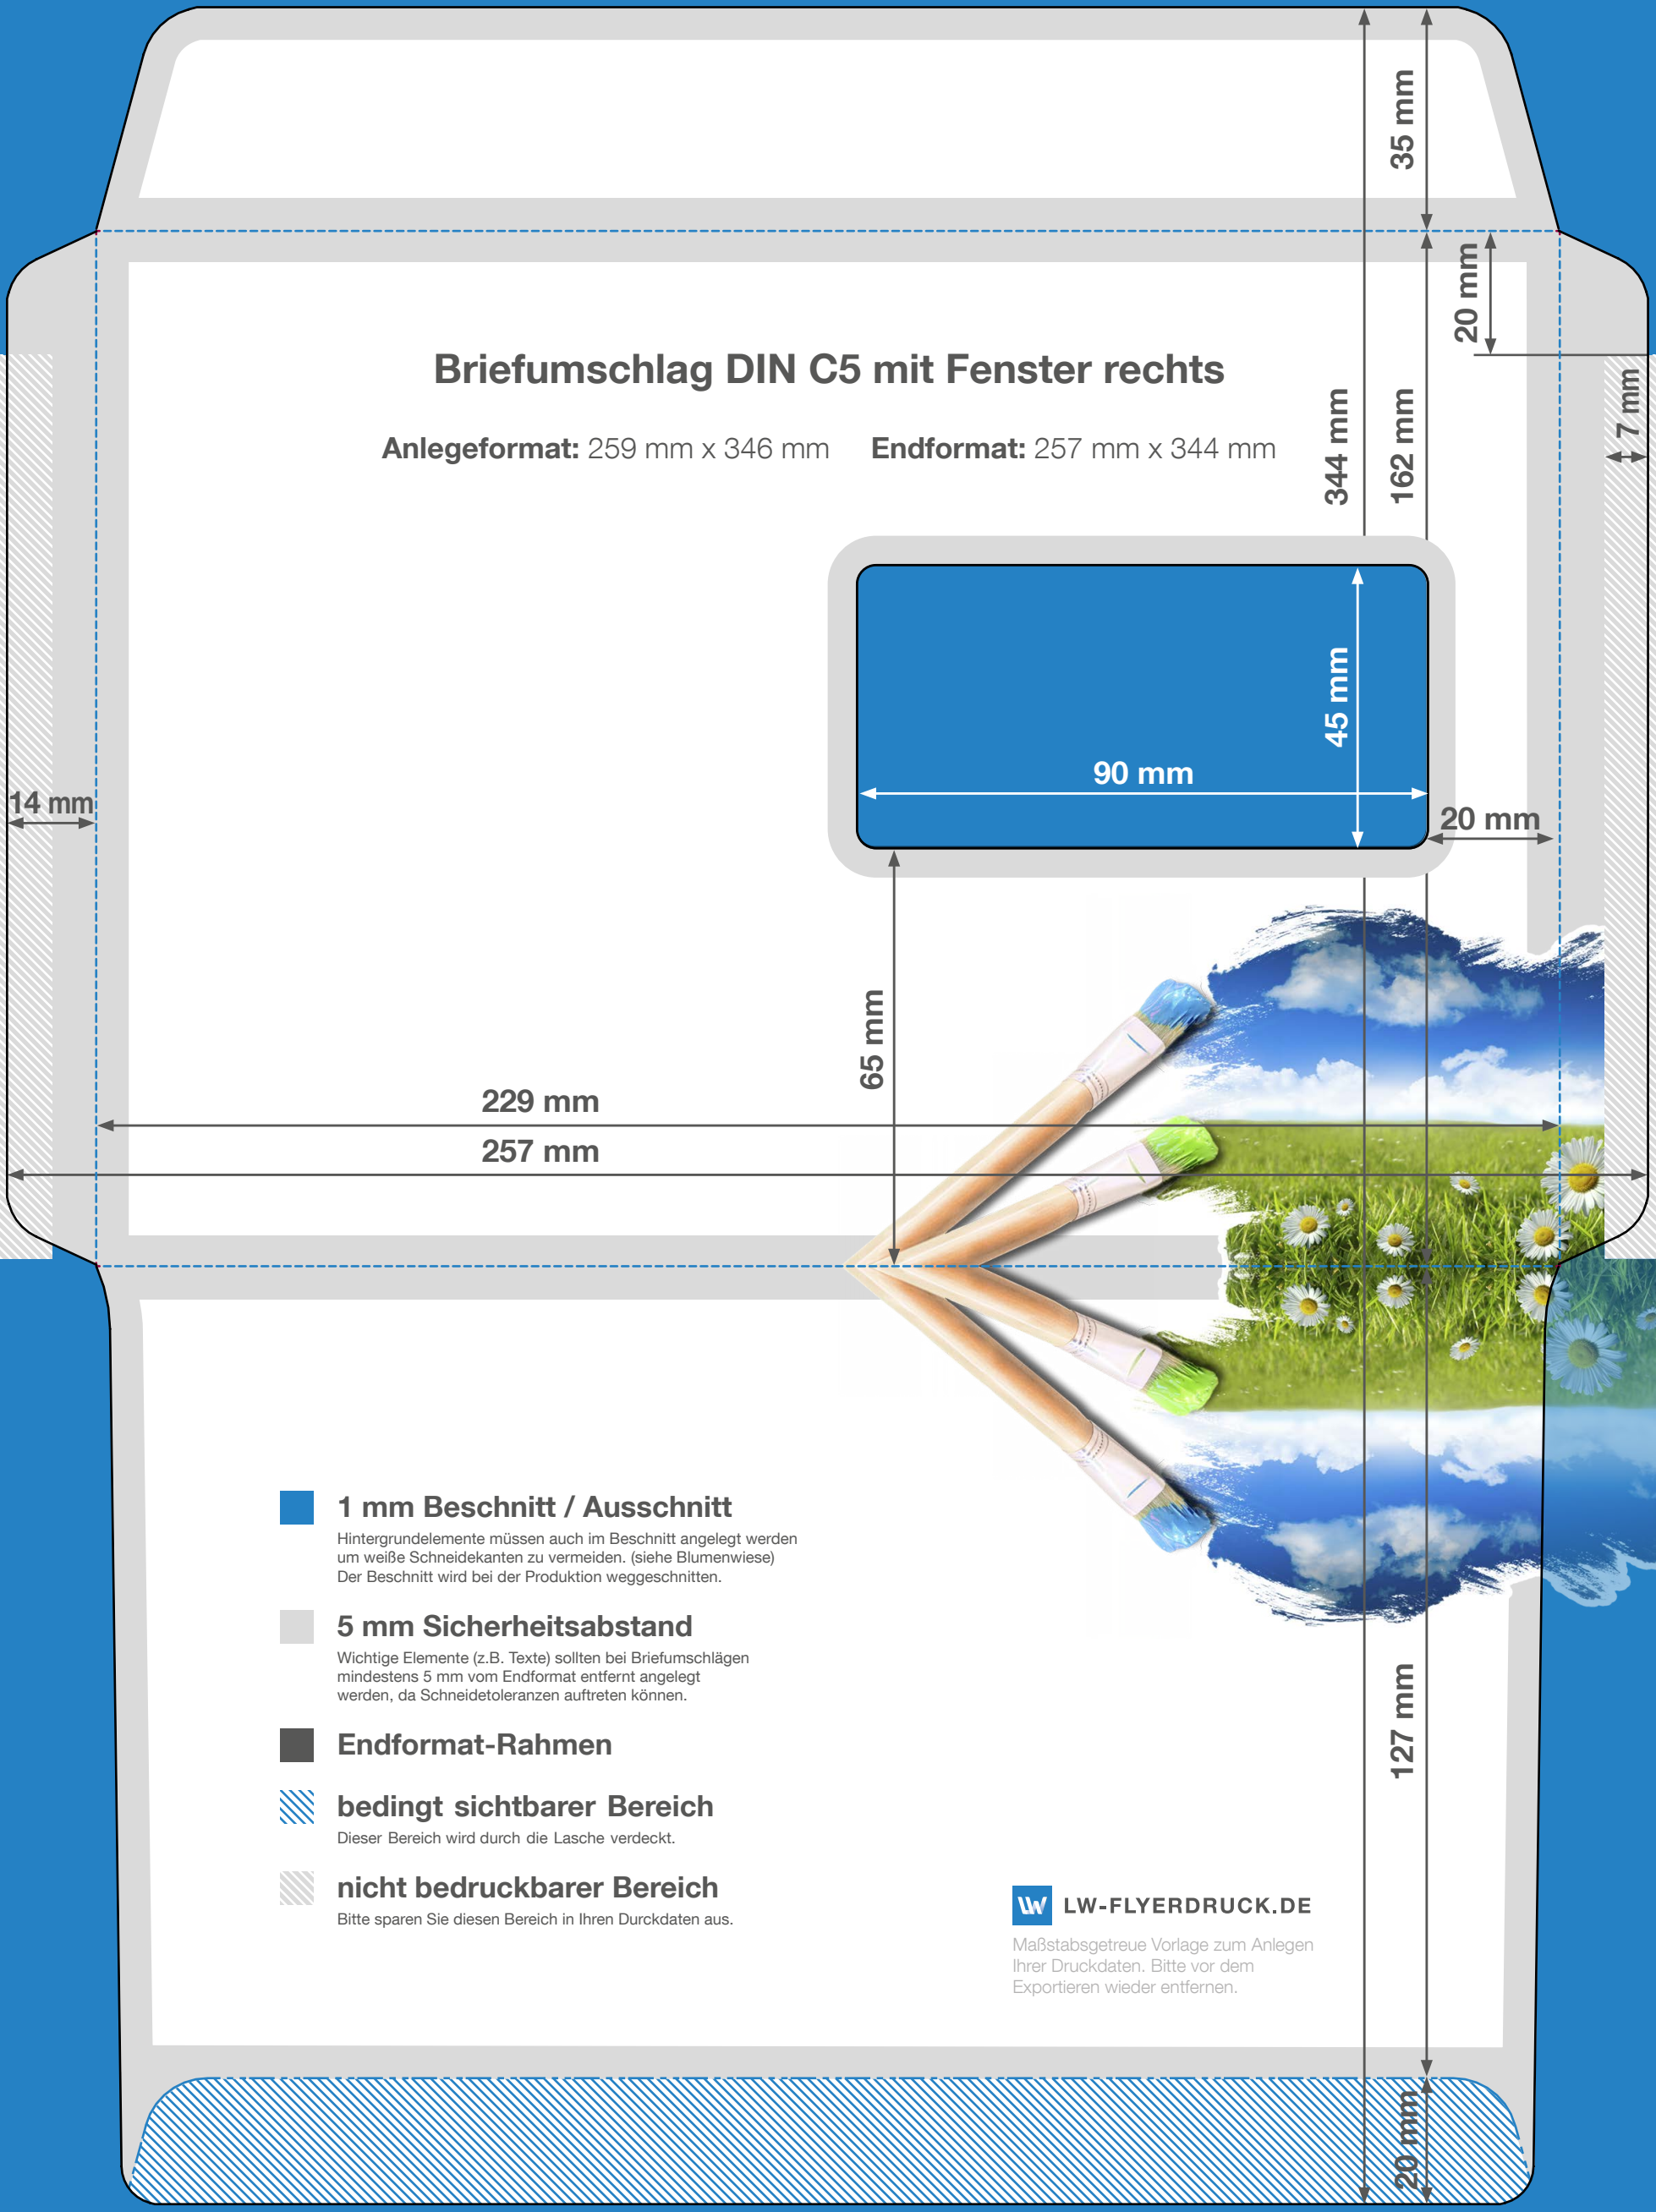 35 mm
20 mm
7 mm
Briefumschlag DIN C5 mit Fenster rechts
344 mm
162 mm
Anlegeformat: 259 mm x 346 mm Endformat: 257 mm x 344 mm
45 mm
90 mm
14 mm
20 mm
65 mm
229 mm
257 mm
1 mm Beschnitt / Ausschnitt
Hintergrundelemente müssen auch im Beschnitt angelegt werden
um weiße Schneidekanten zu vermeiden. (siehe Blumenwiese)
Der Beschnitt wird bei der Produktion weggeschnitten.
5 mm Sicherheitsabstand
Wichtige Elemente (z.B. Texte) sollten bei Briefumschlägen
mindestens 5 mm vom Endformat entfernt angelegt
werden, da Schneidetoleranzen auftreten können.
127 mm
Endformat-Rahmen
bedingt sichtbarer Bereich
Dieser Bereich wird durch die Lasche verdeckt.
nicht bedruckbarer Bereich
Bitte sparen Sie diesen Bereich in Ihren Durckdaten aus.
LW LW-FLYERDRUCK.DE
Maßstabsgetreue Vorlage zum Anlegen
Ihrer Druckdaten. Bitte vor dem
Exportieren wieder entfernen.
20 mm